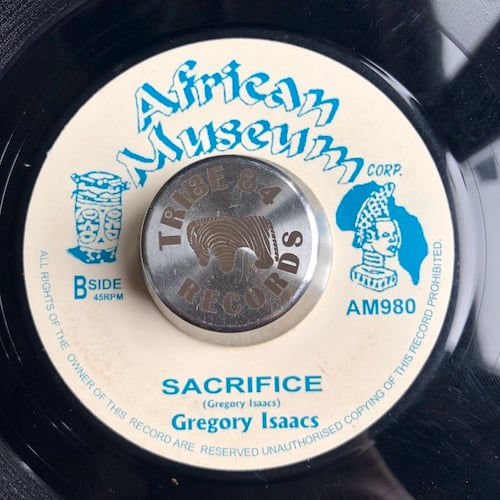 African
Museum
CORP.
TRIBE 84
RECORDS
B SIDE
45RPM
AM980
SACRIFICE
(Gregory Isaacs)
Gregory Isaacs
ALL RIGHTS OF THE OWNER OF THIS RECORD ARE RESERVED UNAUTHORISED COPYING OF THIS RECORD PROHIBITED.